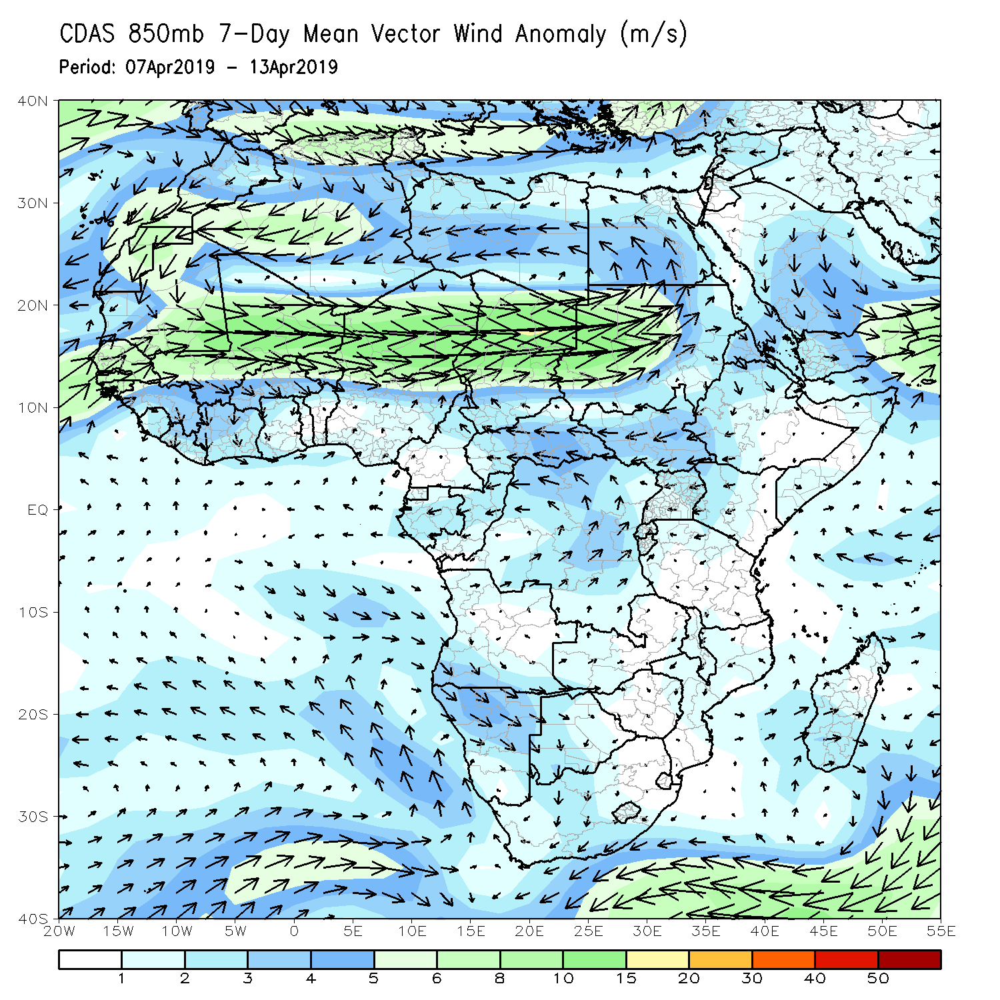 CDAS 850mb 7-Day Mean Vector Wind Anomaly (m/s)
Period: 07Apr2019 - 13Apr2019
40N
30N
20N
10N
EQ
10S
20S
30S
40S
20W 15W 10W 5W 0 5E 10E 15E 20E 25E 30E 35E 40E 45E 50E 55E
1 2 3 4 5 6 8 10 15 20 30 40 50